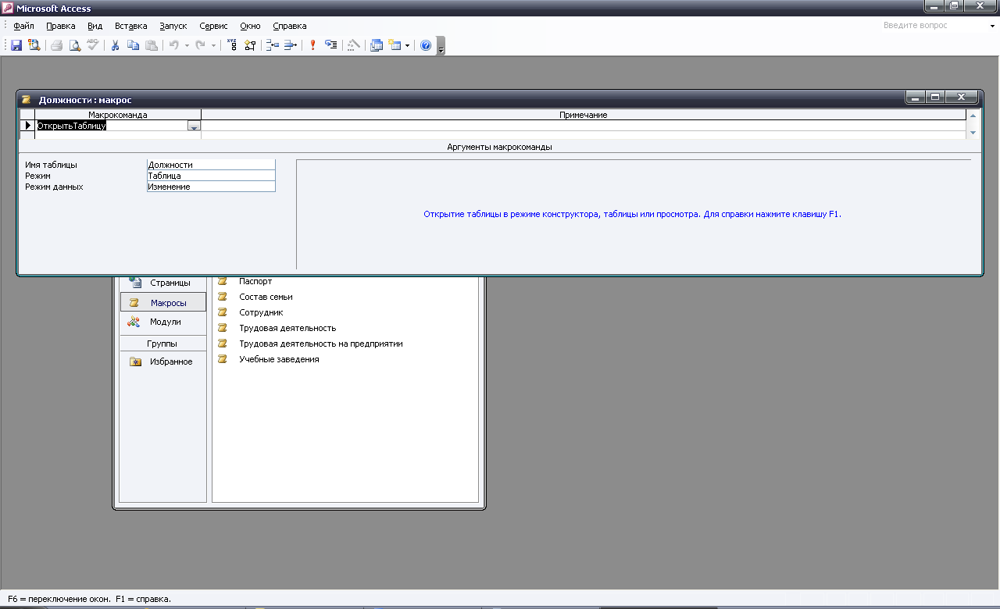 Microsoft Access
Файл Правка Вид Вставка Запуск Сервис Окно Справка Введите вопрос
Должности : макрос
Макрокоманда Примечание
ОткрытьТаблицу
Аргументы макрокоманды
Имя таблицы Должности
Режим Таблица
Режим данных Изменение
Открытие таблицы в режиме конструктора, таблицы или просмотра. Для справки нажмите клавишу F1.
Страницы Паспорт
Состав семьи
Макросы
Сотрудник
Модули
Трудовая деятельность
Группы Трудовая деятельность на предприятии
Избранное Учебные заведения
F6 = переключение окон. F1 = справка.